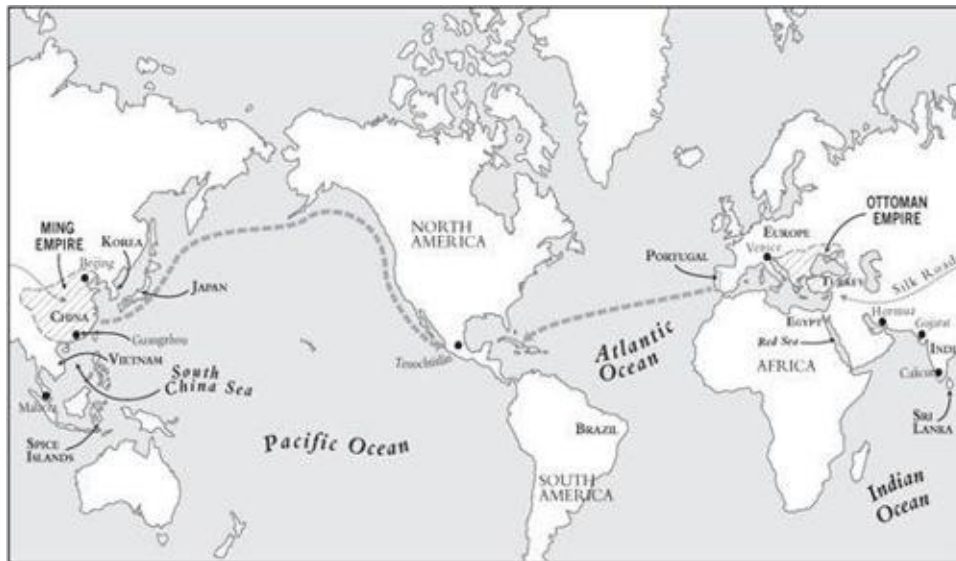 MING
EMPIRE
KOREA
Beijing
JAPAN
CHINA
Guangzhou
VIETNAM
South
China Sea
Malacca
SPICE
ISLANDS
NORTH
AMERICA
Tenochtitlan
Pacific Ocean
BRAZIL
SOUTH
AMERICA
Atlantic
Ocean
PORTUGAL
EUROPE
Venice
OTTOMAN
EMPIRE
TURKEY
Silk Road
Hormuz
EGYPT
Gujarat
Red Sea
INDI
AFRICA
Calicut
SRI
LANKA
Indian
Ocean